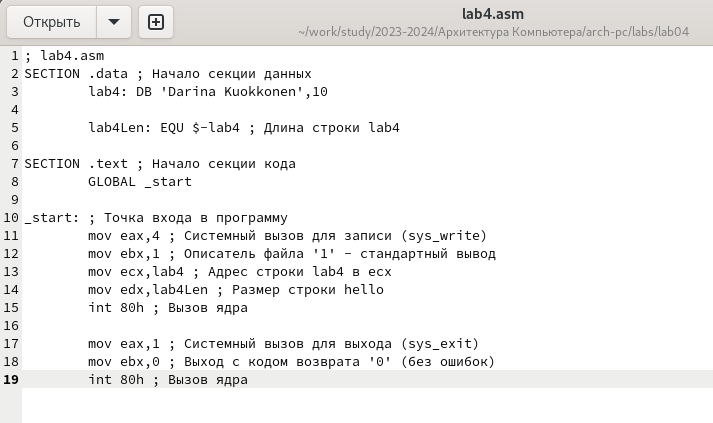 Открыть
lab4.asm
~/work/study/2023-2024/Архитектура Компьютера/arch-pc/labs/lab04
1 ; lab4.asm
2 SECTION .data ; Начало секции данных
3 lab4: DB 'Darina Kuokkonen',10
4
5 lab4Len: EQU $-lab4 ; Длина строки lab4
6
7 SECTION .text ; Начало секции кода
8 GLOBAL _start
9
10 _start: ; Точка входа в программу
11 mov eax,4 ; Системный вызов для записи (sys_write)
12 mov ebx,1 ; Описатель файла '1' - стандартный вывод
13 mov ecx,lab4 ; Адрес строки lab4 в ecx
14 mov edx,lab4Len ; Размер строки hello
15 int 80h ; Вызов ядра
16
17 mov eax,1 ; Системный вызов для выхода (sys_exit)
18 mov ebx,0 ; Выход с кодом возврата '0' (без ошибок)
19 int 80h ; Вызов ядра